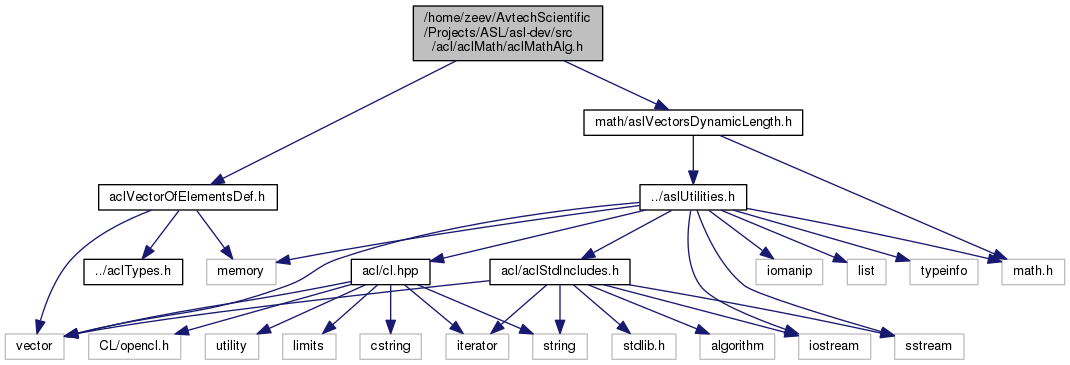 /home/zeev/AvtechScientific
/Projects/ASL/asl-dev/src
/acl/aclMath/aclMathAlg.h
math/aslVectorsDynamicLength.h
aclVectorOfElementsDef.h
../aslUtilities.h
../aclTypes.h
memory
acl/cl.hpp
acl/aclStdIncludes.h
iomanip
list
typeinfo
math.h
vector
CL/opencl.h
utility
limits
cstring
iterator
string
stdlib.h
algorithm
iostream
sstream